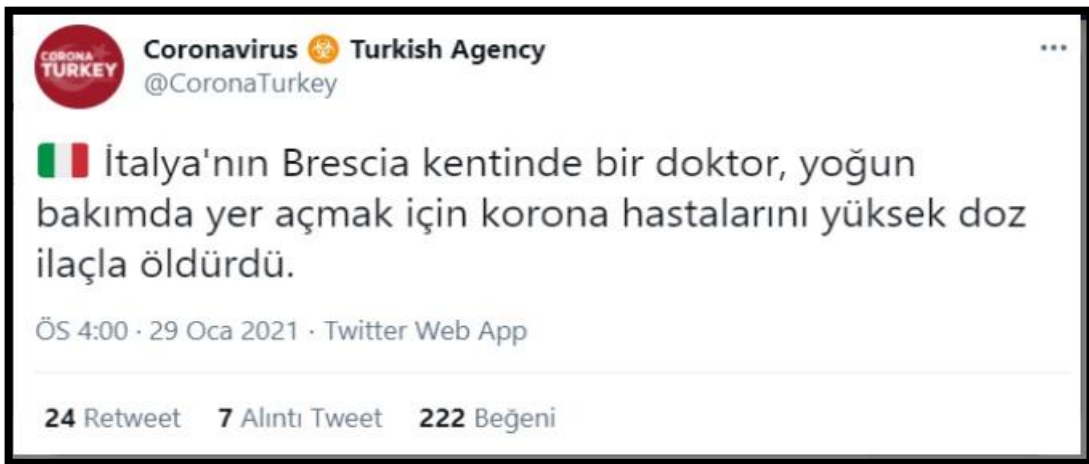 CORONA
TURKEY
Coronavirus ☣ Turkish Agency
@CoronaTurkey
🇮🇹 İtalya'nın Brescia kentinde bir doktor, yoğun
bakımda yer açmak için korona hastalarını yüksek doz
ilaçla öldürdü.
ÖS 4:00 · 29 Oca 2021 · Twitter Web App
24 Retweet 7 Alıntı Tweet 222 Beğeni